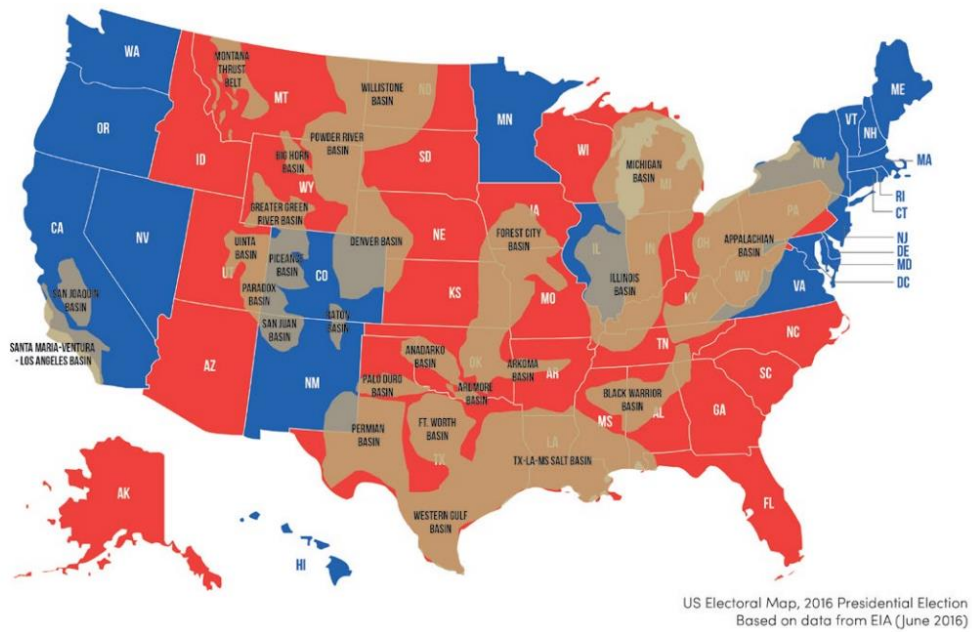 WA
MONTANA
THRUST
BELT
MT
WILLISTONE
BASIN
ND
MN
ME
VT
NH
OR
ID
POWDER RIVER
BASIN
BIG HORN
BASIN
WY
SD
WI
MICHIGAN
BASIN
MI
NY
MA
RI
CT
GREATER GREEN
RIVER BASIN
NE
IA
FOREST CITY
BASIN
PA
NJ
DE
MD
DC
CA
NV
UINTA
BASIN
UT
PICEANCE
BASIN
CO
DENVER BASIN
IL
IN
OH
APPALACHIAN
BASIN
WV
VA
SAN JOAQUIN
BASIN
PARADOX
BASIN
KS
MO
ILLINOIS
BASIN
KY
SANTA MARIA-VENTURA
- LOS ANGELES BASIN
SAN JUAN
BASIN
RATON
BASIN
AZ
NM
ANADARKO
BASIN
OK
ARKOMA
BASIN
AR
TN
NC
PALO DURO
BASIN
ARDMORE
BASIN
BLACK WARRIOR
BASIN
SC
MS
AL
GA
PERMIAN
BASIN
FT. WORTH
BASIN
TX
LA
TX-LA-MS SALT BASIN
AK
HI
WESTERN GULF
BASIN
FL
US Electoral Map, 2016 Presidential Election
Based on data from EIA (June 2016)